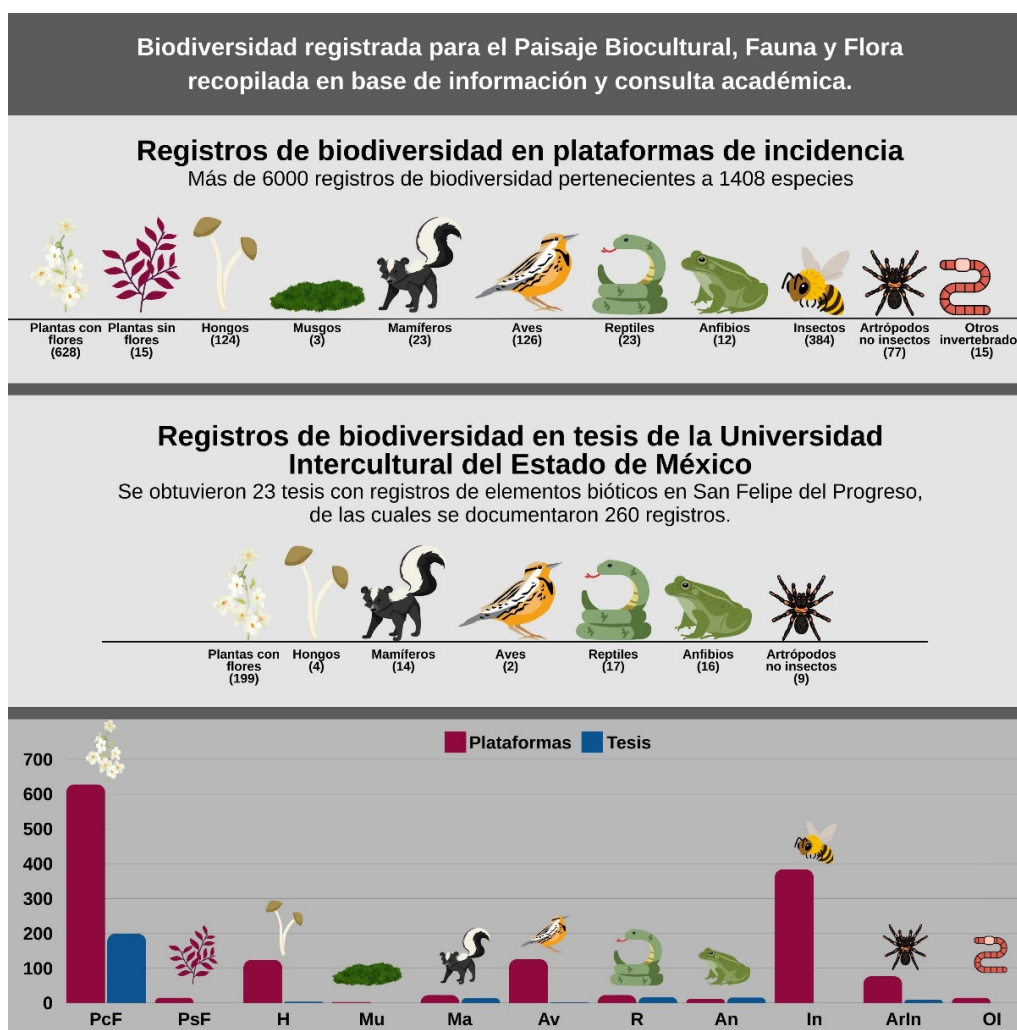 Biodiversidad registrada para el Paisaje Biocultural, Fauna y Flora
recopilada en base de información y consulta académica.
Registros de biodiversidad en plataformas de incidencia
Más de 6000 registros de biodiversidad pertenecientes a 1408 especies
Plantas con
flores
(628)
Plantas sin
flores
(15)
Hongos
(124)
Musgos
(3)
Mamíferos
(23)
Aves
(126)
Reptiles
(23)
Anfibios
(12)
Insectos
(384)
Artrópodos
no insectos
(77)
Otros
invertebrado
(15)
Registros de biodiversidad en tesis de la Universidad
Intercultural del Estado de México
Se obtuvieron 23 tesis con registros de elementos bióticos en San Felipe del Progreso,
de las cuales se documentaron 260 registros.
Plantas con
flores
(199)
Hongos
(4)
Mamíferos
(14)
Aves
(2)
Reptiles
(17)
Anfibios
(16)
Artrópodos
no insectos
(9)
Plataformas
Tesis
700
600
500
400
300
200
100
0
PcF PsF H Mu Ma Av R An In ArIn OI